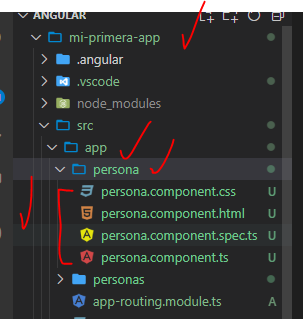 ANGULAR
mi-primera-app
.angular
.vscode
node_modules
src
app
persona
persona.component.css U
persona.component.html U
persona.component.spec.ts U
persona.component.ts U
personas
app-routing.module.ts A